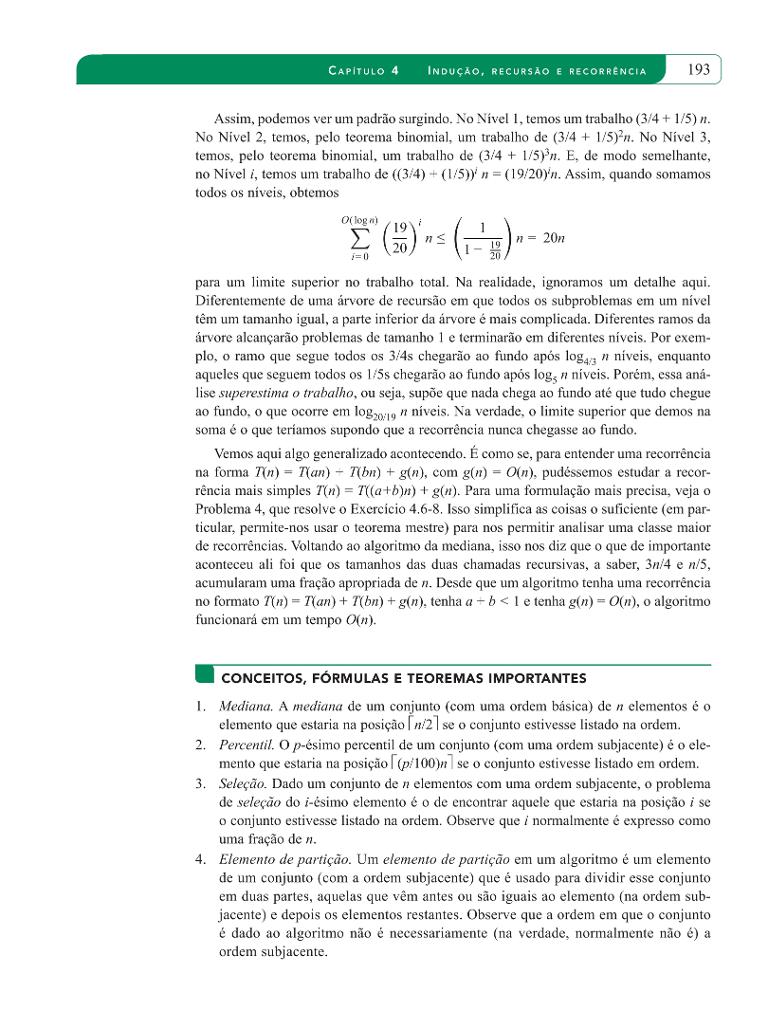 CAPÍTULO 4 INDUÇÃO, RECURSÃO E RECORRÊNCIA 193
Assim, podemos ver um padrão surgindo. No Nível 1, temos um trabalho (3/4 + 1/5) n.
No Nível 2, temos, pelo teorema binomial, um trabalho de (3/4 + 1/5)²n. No Nível 3,
temos, pelo teorema binomial, um trabalho de (3/4 + 1/5)³n. E, de modo semelhante,
no Nível i, temos um trabalho de ((3/4) + (1/5))ⁱ n = (19/20)ⁱn. Assim, quando somamos
todos os níveis, obtemos
∑_{i=0}^{O(log n)} (19/20)^i n ≤ (1/(1 − 19/20)) n = 20n
para um limite superior no trabalho total. Na realidade, ignoramos um detalhe aqui.
Diferentemente de uma árvore de recursão em que todos os subproblemas em um nível
têm um tamanho igual, a parte inferior da árvore é mais complicada. Diferentes ramos da
árvore alcançarão problemas de tamanho 1 e terminarão em diferentes níveis. Por exem-
plo, o ramo que segue todos os 3/4s chegarão ao fundo após log_{4/3} n níveis, enquanto
aqueles que seguem todos os 1/5s chegarão ao fundo após log₅ n níveis. Porém, essa aná-
lise superestima o trabalho, ou seja, supõe que nada chega ao fundo até que tudo chegue
ao fundo, o que ocorre em log_{20/19} n níveis. Na verdade, o limite superior que demos na
soma é o que teríamos supondo que a recorrência nunca chegasse ao fundo.
Vemos aqui algo generalizado acontecendo. É como se, para entender uma recorrência
na forma T(n) = T(an) + T(bn) + g(n), com g(n) = O(n), pudéssemos estudar a recor-
rência mais simples T(n) = T((a+b)n) + g(n). Para uma formulação mais precisa, veja o
Problema 4, que resolve o Exercício 4.6-8. Isso simplifica as coisas o suficiente (em par-
ticular, permite-nos usar o teorema mestre) para nos permitir analisar uma classe maior
de recorrências. Voltando ao algoritmo da mediana, isso nos diz que o que de importante
aconteceu ali foi que os tamanhos das duas chamadas recursivas, a saber, 3n/4 e n/5,
acumularam uma fração apropriada de n. Desde que um algoritmo tenha uma recorrência
no formato T(n) = T(an) + T(bn) + g(n), tenha a + b < 1 e tenha g(n) = O(n), o algoritmo
funcionará em um tempo O(n).
CONCEITOS, FÓRMULAS E TEOREMAS IMPORTANTES
1. Mediana. A mediana de um conjunto (com uma ordem básica) de n elementos é o
elemento que estaria na posição ⌈n/2⌉ se o conjunto estivesse listado na ordem.
2. Percentil. O p-ésimo percentil de um conjunto (com uma ordem subjacente) é o ele-
mento que estaria na posição ⌈(p/100)n⌉ se o conjunto estivesse listado em ordem.
3. Seleção. Dado um conjunto de n elementos com uma ordem subjacente, o problema
de seleção do i-ésimo elemento é o de encontrar aquele que estaria na posição i se
o conjunto estivesse listado na ordem. Observe que i normalmente é expresso como
uma fração de n.
4. Elemento de partição. Um elemento de partição em um algoritmo é um elemento
de um conjunto (com a ordem subjacente) que é usado para dividir esse conjunto
em duas partes, aquelas que vêm antes ou são iguais ao elemento (na ordem sub-
jacente) e depois os elementos restantes. Observe que a ordem em que o conjunto
é dado ao algoritmo não é necessariamente (na verdade, normalmente não é) a
ordem subjacente.